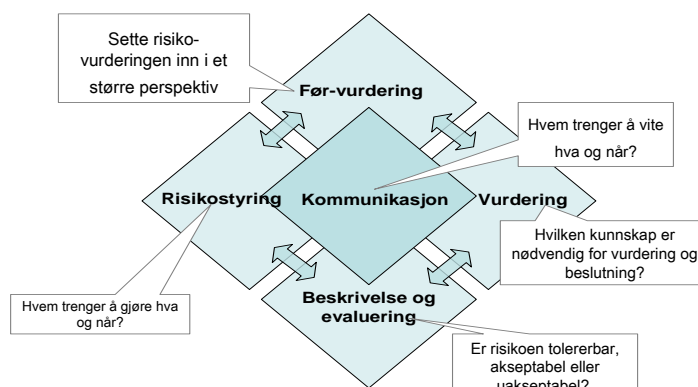 Sette risiko-
vurderingen inn i et
større perspektiv
Før-vurdering
Hvem trenger å vite
hva og når?
Risikostyring
Kommunikasjon
Vurdering
Hvilken kunnskap er
nødvendig for vurdering og
beslutning?
Hvem trenger å gjøre hva
og når?
Beskrivelse og
evaluering
Er risikoen tolererbar,
akseptabel eller
uakseptabel?